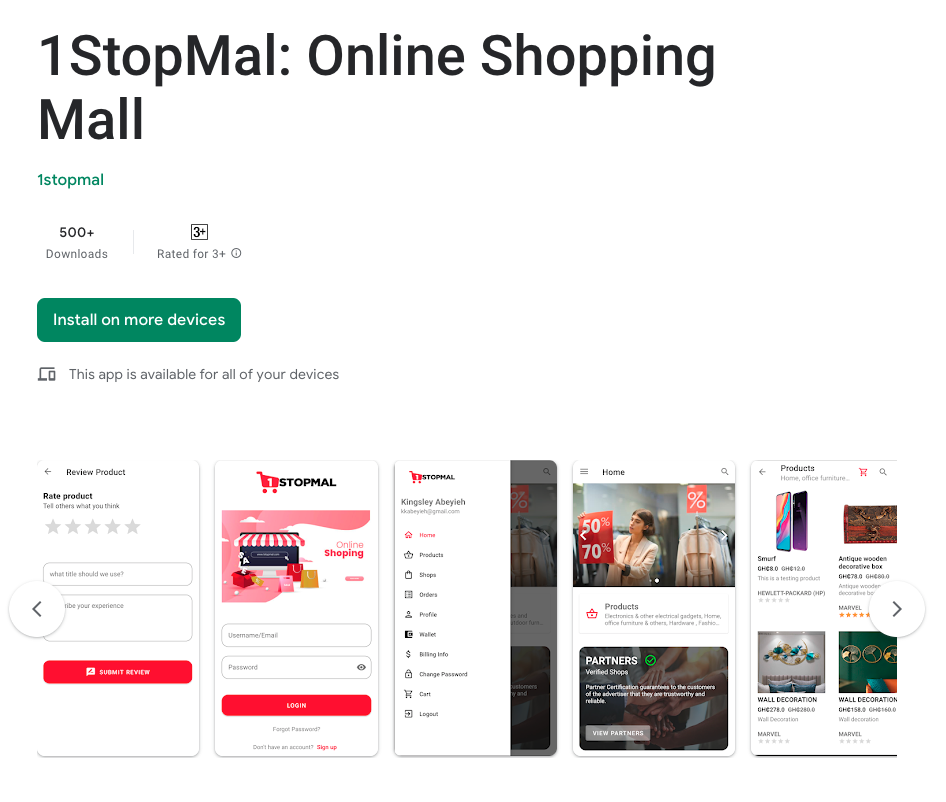 1StopMal: Online Shopping
Mall
1stopmal
500+
Downloads
3+
Rated for 3+
Install on more devices
This app is available for all of your devices
Review Product
Rate product
Tell others what you think
what title should we use?
be your experience
SUBMIT REVIEW
1STOPMAL
Online
Shoping
Username/Email
Password
LOGIN
Forgot Password?
Don't have an account? Sign up
1STOPMAL
Kingsley Abeyieh
kkabeyieh@gmail.com
Home
Products
Shops
Orders
Profile
Wallet
Billing Info
Change Password
Cart
Logout
Home
50%
70%
%
Products
Electronics & other electrical gadgets, Home,
office furniture & others, Hardware , Fashio...
PARTNERS
Verified Shops
Partner Certification guarantees to the customers
of the advertiser that they are trustworthy and
reliable.
VIEW PARTNERS
Products
Home, office furniture...
Smurf
GH₵8.0 GH₵12.0
This is a testing product
HEWLETT-PACKARD (HP)
Antique wooden
decorative box
GH₵78.0 GH₵80.0
Antique wooden
decorative box
MARVEL
WALL DECORATION
GH₵278.0 GH₵280.0
Wall decoration
MARVEL
WALL DECORATION
GH₵158.0 GH₵160.0
Wall decoration
MARVEL